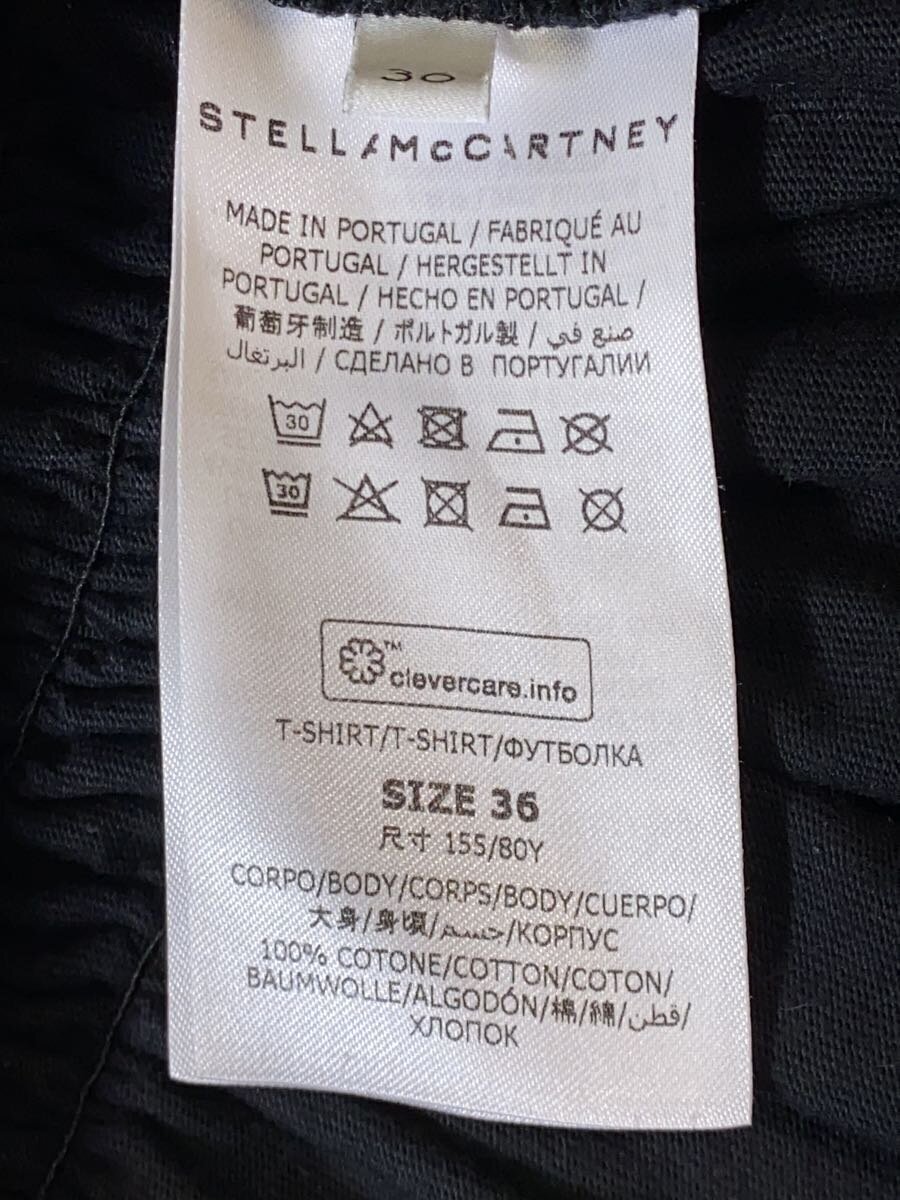 30
STELLA McCARTNEY
MADE IN PORTUGAL / FABRIQUÉ AU
PORTUGAL / HERGESTELLT IN
PORTUGAL / HECHO EN PORTUGAL /
葡萄牙制造 / ポルトガル製 / صنع في
البرتغال / СДЕЛАНО В ПОРТУГАЛИИ
30
30
™
clevercare.info
T-SHIRT/T-SHIRT/ФУТБОЛКА
SIZE 36
尺寸 155/80Y
CORPO/BODY/CORPS/BODY/CUERPO/
大身/身頃/جسم/КОРПУС
100% COTONE/COTTON/COTON/
BAUMWOLLE/ALGODÓN/棉/綿/قطن/
ХЛОПОК